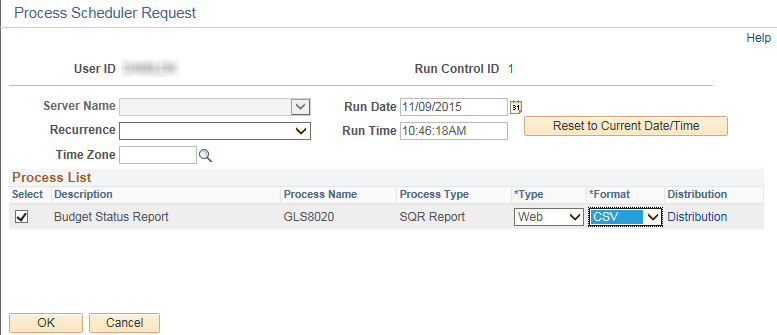 Process Scheduler Request
Help
User ID Run Control ID 1
Server Name Run Date 11/09/2015 31
Recurrence Run Time 10:46:18AM Reset to Current Date/Time
Time Zone
Process List
Select Description Process Name Process Type *Type *Format Distribution
Budget Status Report GLS8020 SQR Report Web CSV Distribution
OK Cancel